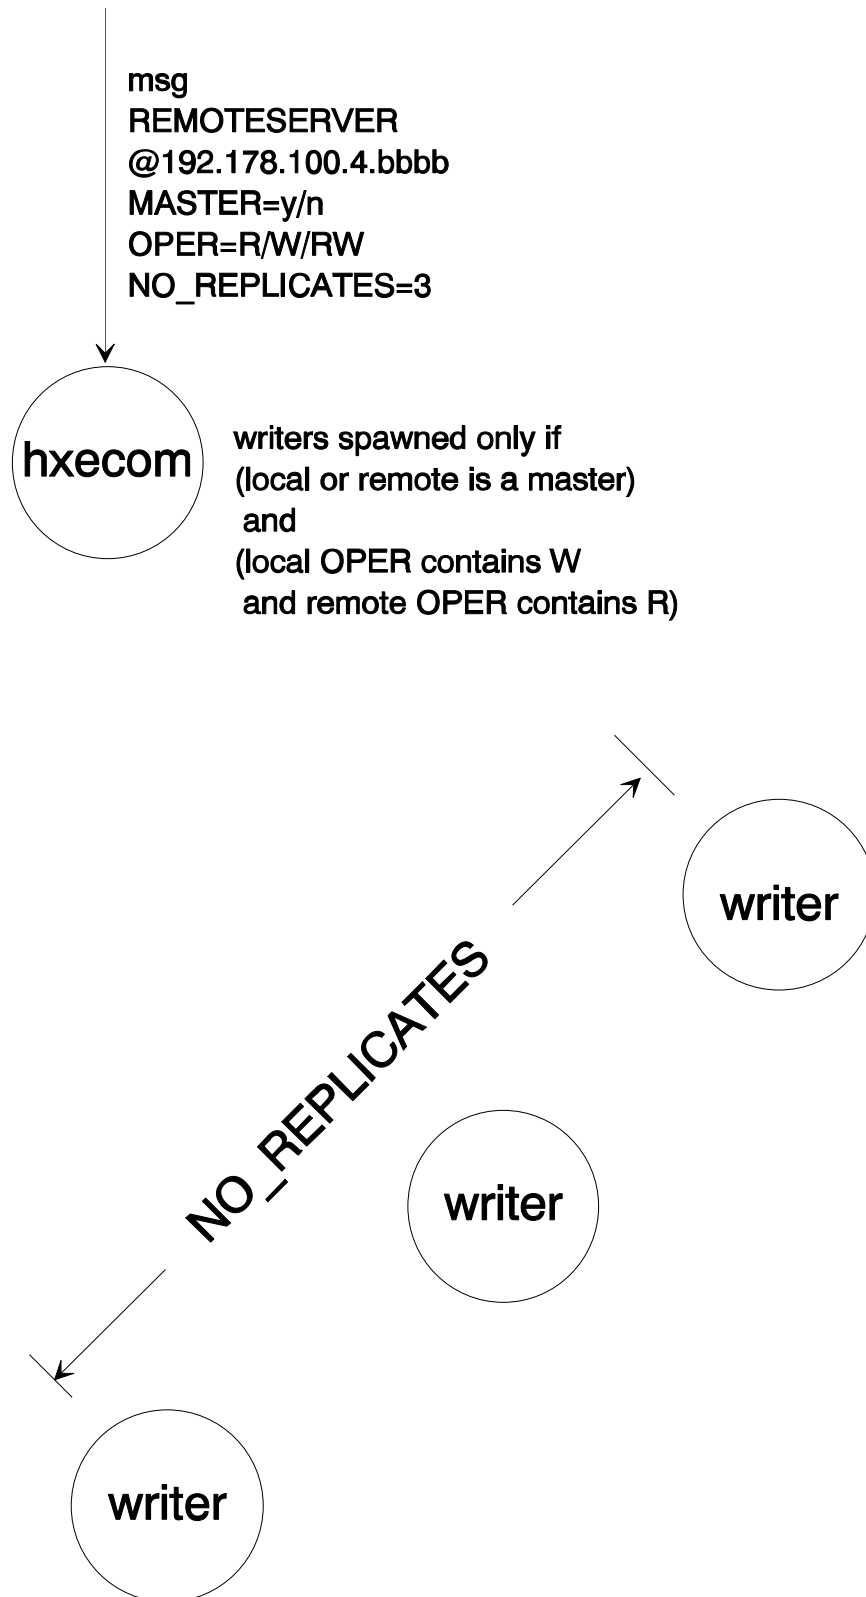 msg
REMOTESERVER
@192.178.100.4.bbbb
MASTER=y/n
OPER=R/W/RW
NO_REPLICATES=3
hxecom
writers spawned only if
(local or remote is a master)
and
(local OPER contains W
and remote OPER contains R)
writer
NO_REPLICATES
writer
writer